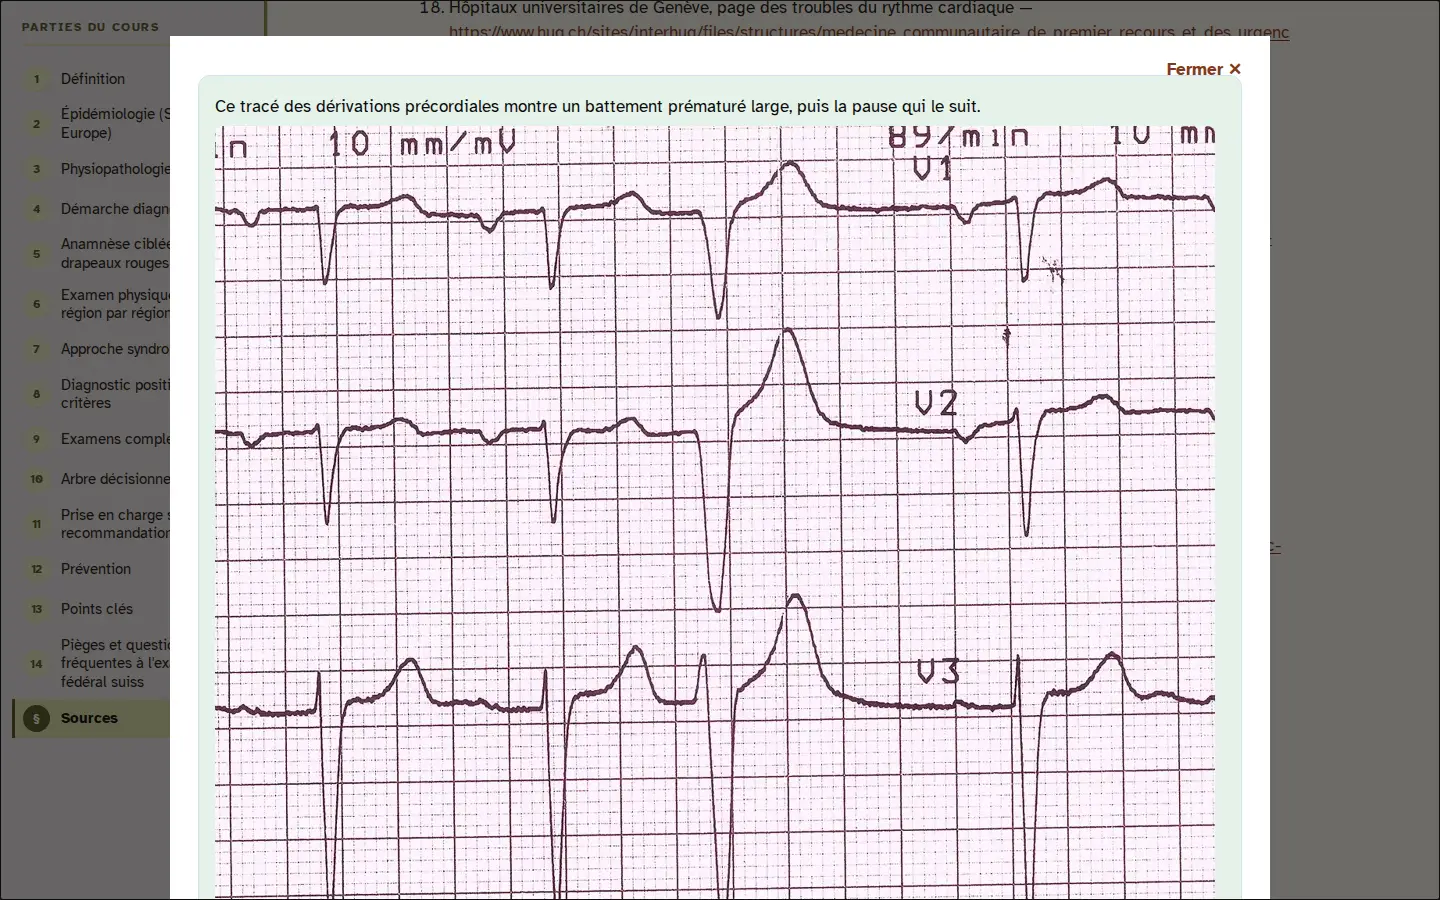 PARTIES DU COURS
1 Définition
2 Épidémiologie (S
Europe)
3 Physiopathologie
4 Démarche diagn
5 Anamnèse ciblée
drapeaux rouges
6 Examen physiqu
région par région
7 Approche syndro
8 Diagnostic positi
critères
9 Examens comple
10 Arbre décisionne
11 Prise en charge s
recommandation
12 Prévention
13 Points clés
14 Pièges et questio
fréquentes à l'ex
fédéral suiss
§ Sources
18. Hôpitaux universitaires de Genève, page des troubles du rythme cardiaque —
https://www.hug.ch/sites/interhug/files/structures/medecine_communautaire_de_premier_recours_et_des_urgenc
Fermer ✕
Ce tracé des dérivations précordiales montre un battement prématuré large, puis la pause qui le suit.
10 mm/mV
89/min
V1
V2
V3